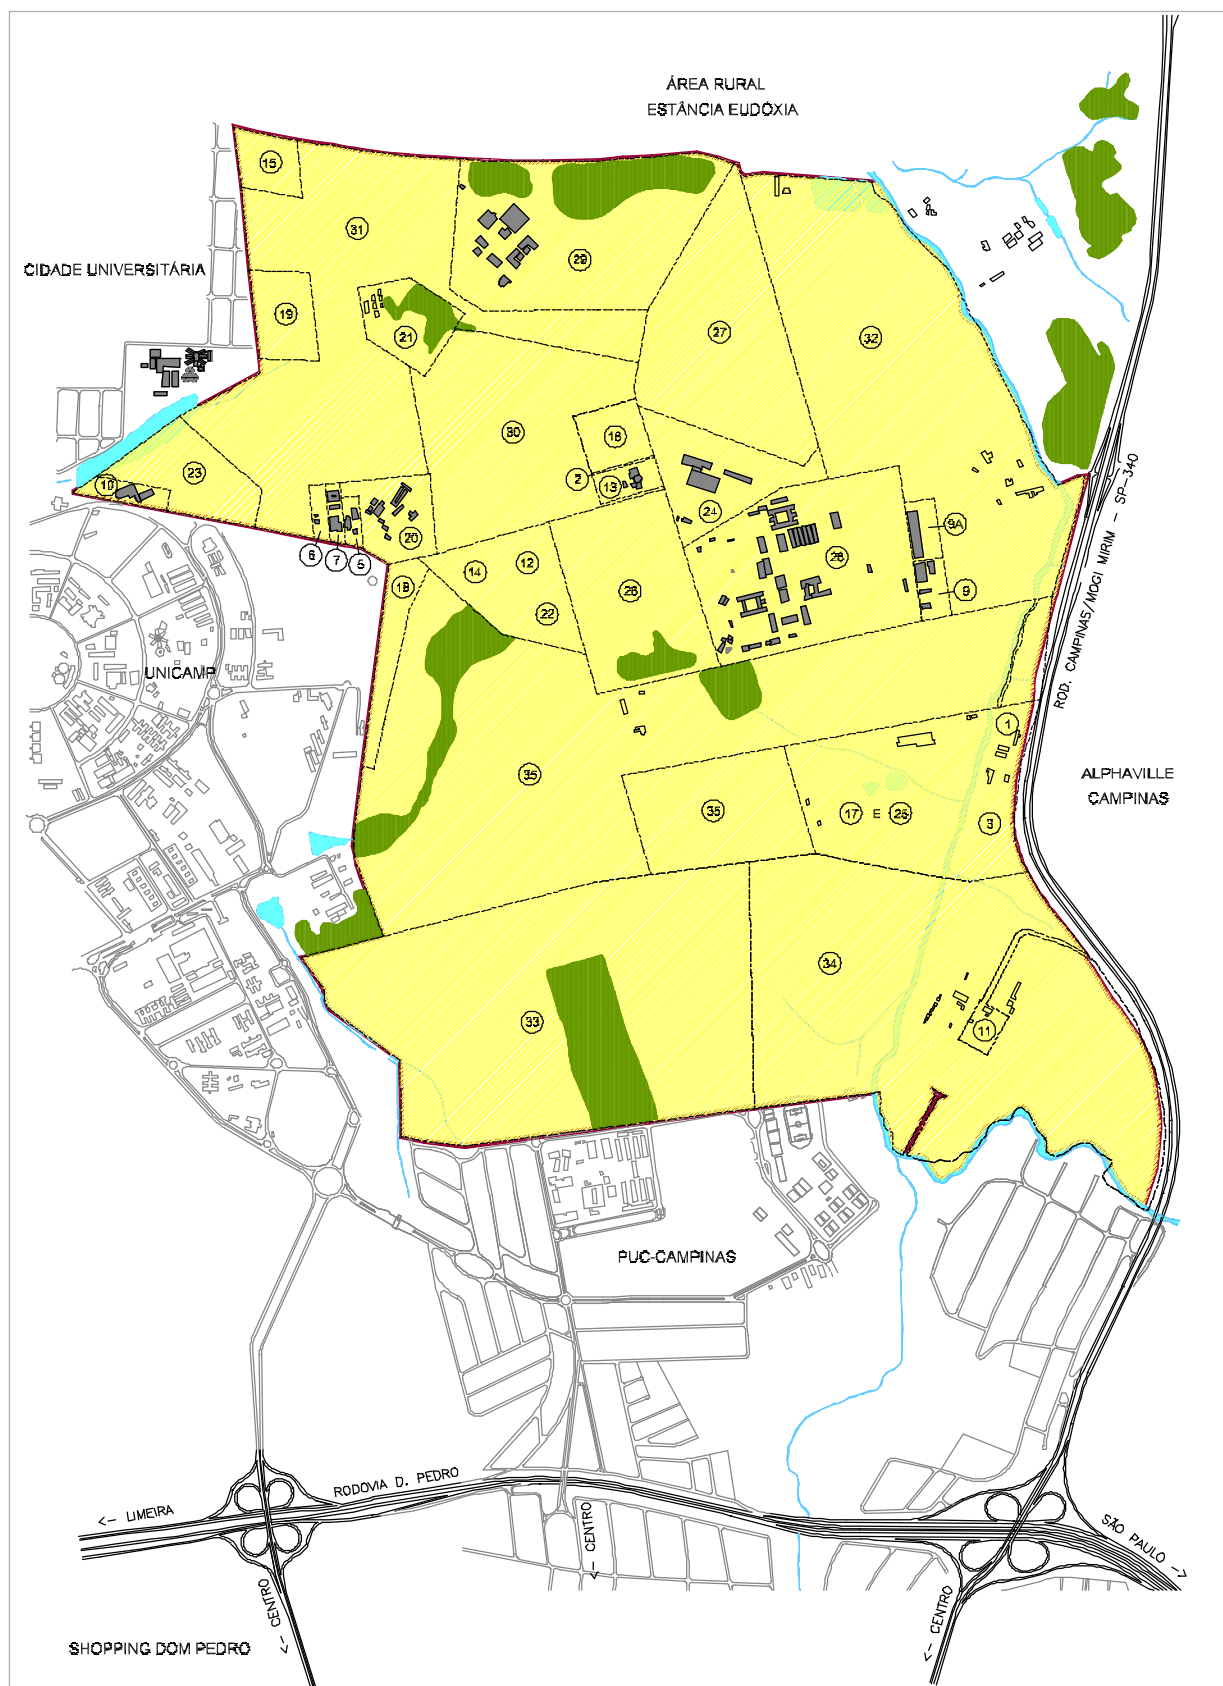 ÁREA RURAL
ESTÂNCIA EUDÓXIA
15
31
CIDADE UNIVERSITÁRIA
29
19
21
27
32
30
16
2
13
23
10
24
20
9A
6
7
5
28
18
14
12
22
26
9
ROD. CAMPINAS/MOGI MIRIM - SP-340
UNICAMP
1
35
36
17 E 25
3
ALPHAVILLE
CAMPINAS
34
33
11
PUC-CAMPINAS
RODOVIA D. PEDRO
<- LIMEIRA
<- CENTRO
SÃO PAULO ->
<- CENTRO
<- CENTRO
SHOPPING DOM PEDRO